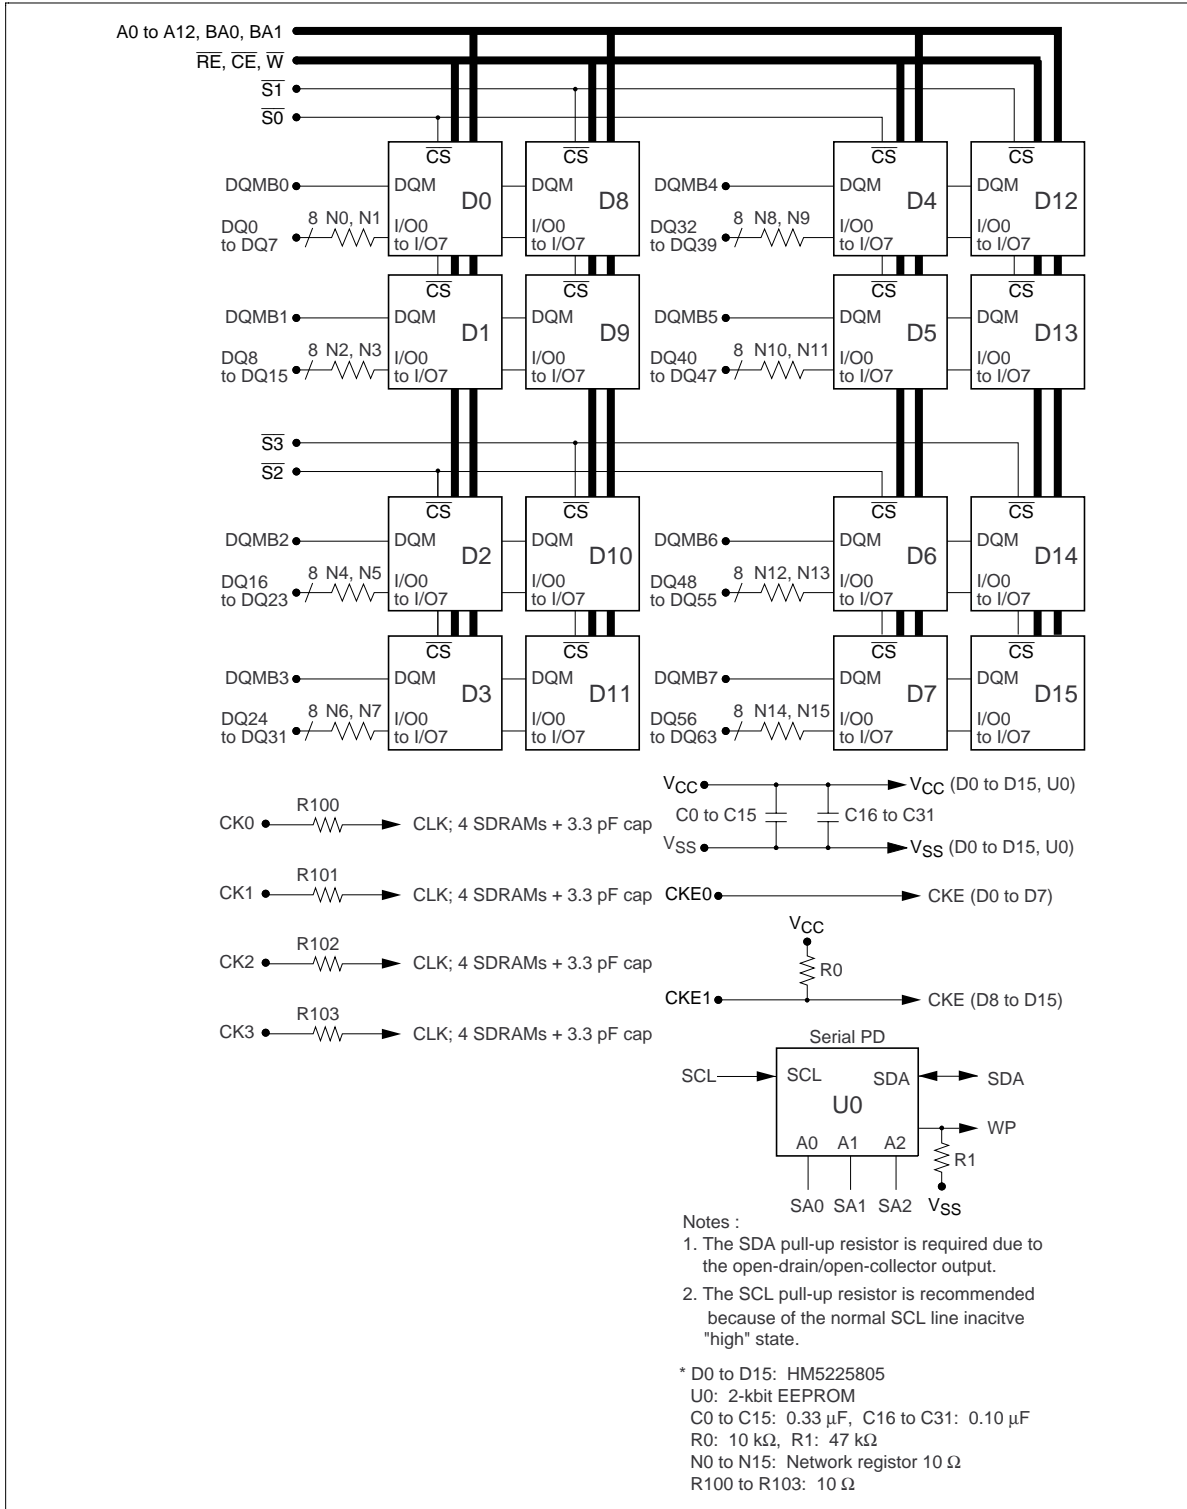 A0 to A12, BA0, BA1
RE, CE, W
S1
S0
CS CS CS CS
DQMB0 DQM D0 D8 DQMB4 DQM D4 DQM D12
DQ0 to DQ7 8 N0, N1 I/O0 to I/O7 I/O0 to I/O7 DQ32 to DQ39 8 N8, N9 I/O0 to I/O7 I/O0 to I/O7
CS CS CS CS
DQMB1 DQM D1 DQM D9 DQMB5 DQM D5 DQM D13
DQ8 to DQ15 8 N2, N3 I/O0 to I/O7 I/O0 to I/O7 DQ40 to DQ47 8 N10, N11 I/O0 to I/O7 I/O0 to I/O7
S3
S2
CS CS CS CS
DQMB2 DQM D2 DQM D10 DQMB6 DQM D6 DQM D14
DQ16 to DQ23 8 N4, N5 I/O0 to I/O7 I/O0 to I/O7 DQ48 to DQ55 8 N12, N13 I/O0 to I/O7 I/O0 to I/O7
CS CS CS CS
DQMB3 DQM D3 DQM D11 DQMB7 DQM D7 DQM D15
DQ24 to DQ31 8 N6, N7 I/O0 to I/O7 I/O0 to I/O7 DQ56 to DQ63 8 N14, N15 I/O0 to I/O7 I/O0 to I/O7
CK0 R100 CLK; 4 SDRAMs + 3.3 pF cap
CK1 R101 CLK; 4 SDRAMs + 3.3 pF cap
CK2 R102 CLK; 4 SDRAMs + 3.3 pF cap
CK3 R103 CLK; 4 SDRAMs + 3.3 pF cap
VCC VCC (D0 to D15, U0)
C0 to C15 C16 to C31
VSS VSS (D0 to D15, U0)
CKE0 CKE (D0 to D7)
VCC
R0
CKE1 CKE (D8 to D15)
Serial PD
SCL SCL SDA SDA
U0
WP
A0 A1 A2 R1
SA0 SA1 SA2 VSS
Notes :
1. The SDA pull-up resistor is required due to
the open-drain/open-collector output.
2. The SCL pull-up resistor is recommended
because of the normal SCL line inacitve
"high" state.
* D0 to D15: HM5225805
U0: 2-kbit EEPROM
C0 to C15: 0.33 µF, C16 to C31: 0.10 µF
R0: 10 kΩ, R1: 47 kΩ
N0 to N15: Network registor 10 Ω
R100 to R103: 10 Ω